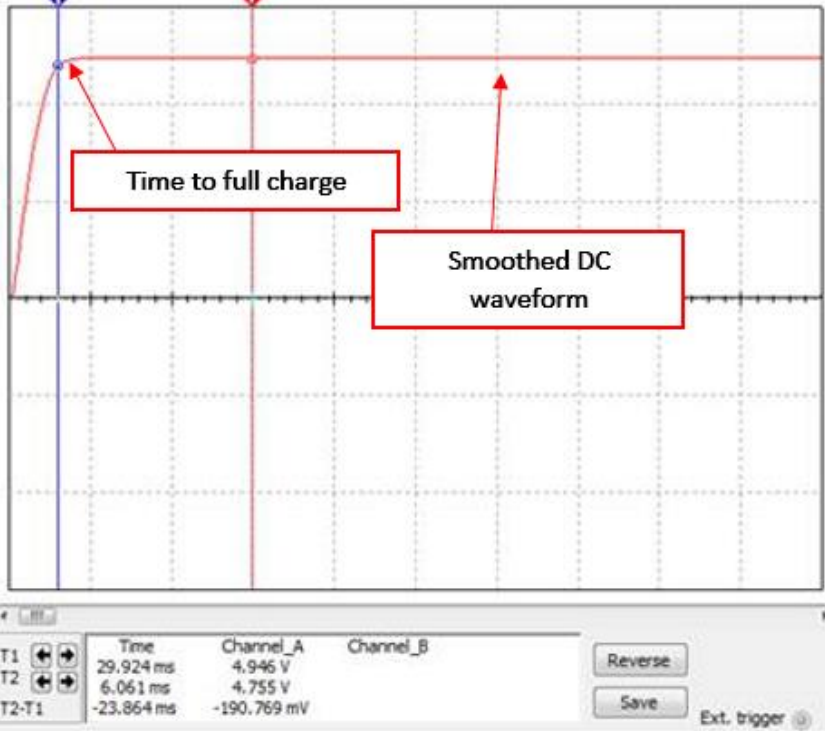 Time to full charge
Smoothed DC
waveform
Time Channel_A Channel_B
T1 29.924 ms 4.946 V
T2 6.061 ms 4.755 V
T2-T1 -23.864 ms -190.769 mV
Reverse
Save
Ext. trigger